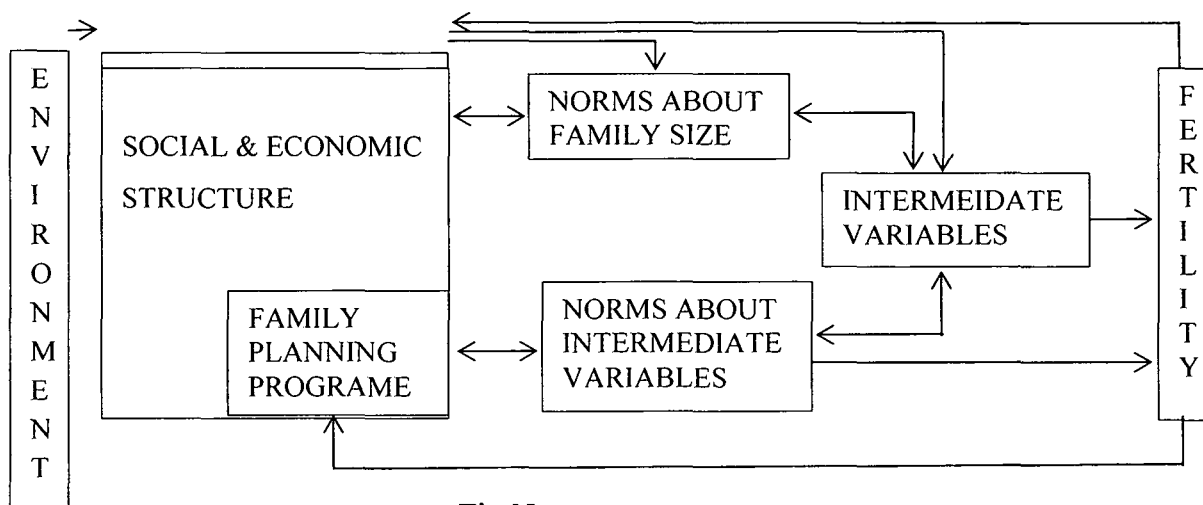 ENVIRONMENT
SOCIAL & ECONOMIC
STRUCTURE
FAMILY
PLANNING
PROGRAME
NORMS ABOUT
FAMILY SIZE
NORMS ABOUT
INTERMEDIATE
VARIABLES
INTERMEIDATE
VARIABLES
FERTILITY